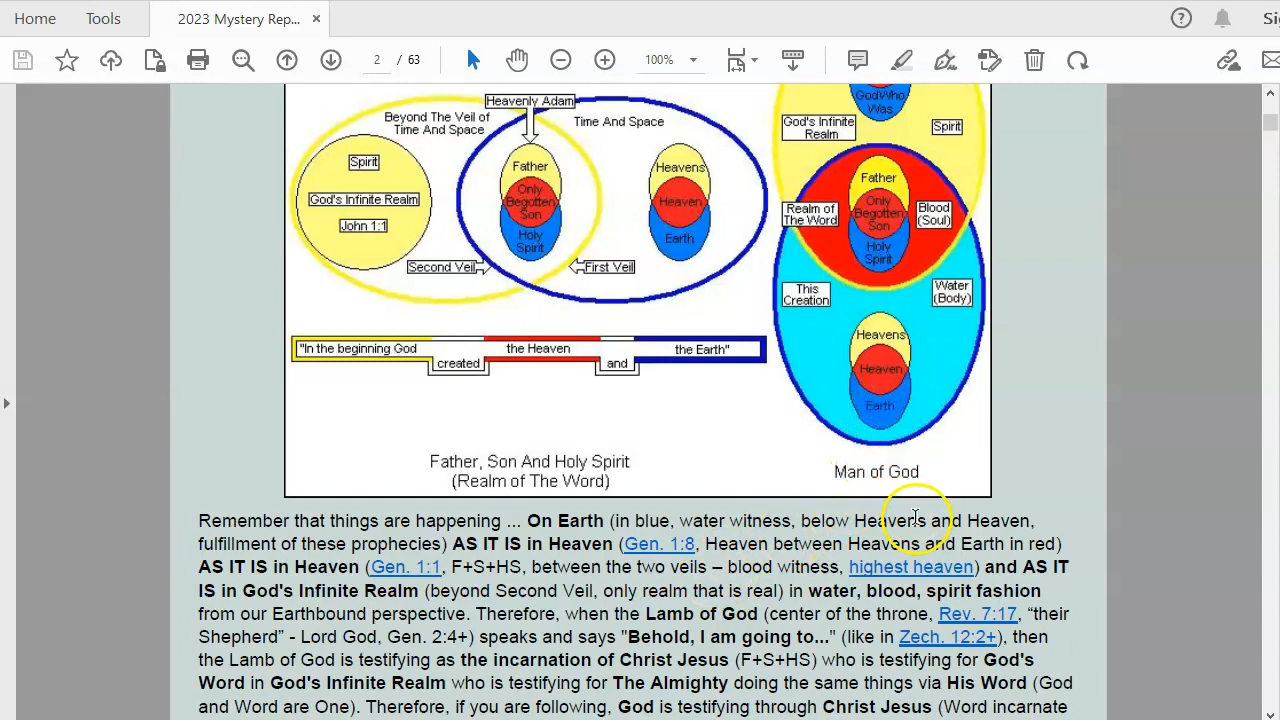 Home
Tools
2023 Mystery Rep...
×
Si
2 / 63
100%
Heavenly Adam
Beyond The Veil of
Time And Space
Time And Space
Spirit
God's Infinite Realm
John 1:1
Father
Only
Begotten
Son
Holy
Spirit
Heavens
Heaven
Earth
Second Veil
First Veil
"In the beginning God
created
the Heaven
and
the Earth"
Father, Son And Holy Spirit
(Realm of The Word)
God Who
Was
God's Infinite
Realm
Spirit
Father
Only
Begotten
Son
Holy
Spirit
Realm of
The Word
Blood
(Soul)
This
Creation
Water
(Body)
Heavens
Heaven
Earth
Man of God
Remember that things are happening ... On Earth (in blue, water witness, below Heavens and Heaven,
fulfillment of these prophecies) AS IT IS in Heaven (Gen. 1:8, Heaven between Heavens and Earth in red)
AS IT IS in Heaven (Gen. 1:1, F+S+HS, between the two veils – blood witness, highest heaven) and AS IT
IS in God's Infinite Realm (beyond Second Veil, only realm that is real) in water, blood, spirit fashion
from our Earthbound perspective. Therefore, when the Lamb of God (center of the throne, Rev. 7:17, “their
Shepherd” - Lord God, Gen. 2:4+) speaks and says "Behold, I am going to..." (like in Zech. 12:2+), then
the Lamb of God is testifying as the incarnation of Christ Jesus (F+S+HS) who is testifying for God's
Word in God's Infinite Realm who is testifying for The Almighty doing the same things via His Word (God
and Word are One). Therefore, if you are following, God is testifying through Christ Jesus (Word incarnate